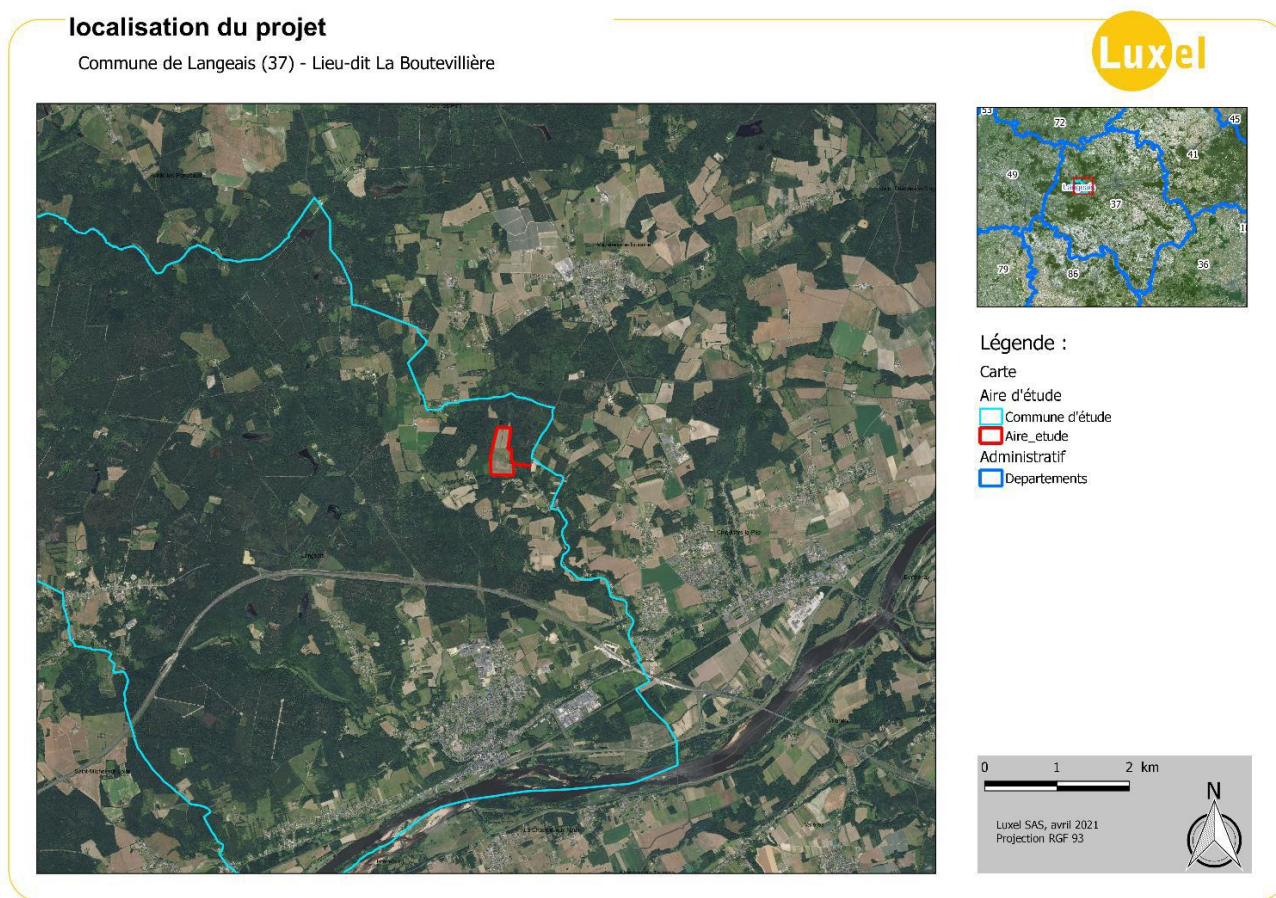 localisation du projet
Commune de Langeais (37) - Lieu-dit La Boutevillière
Luxel
53
72
45
41
49
Langeais
37
79
86
36
Légende :
Carte
Aire d'étude
Commune d'étude
Aire_etude
Administratif
Departements
0 1 2 km
N
Luxel SAS, avril 2021
Projection RGF 93